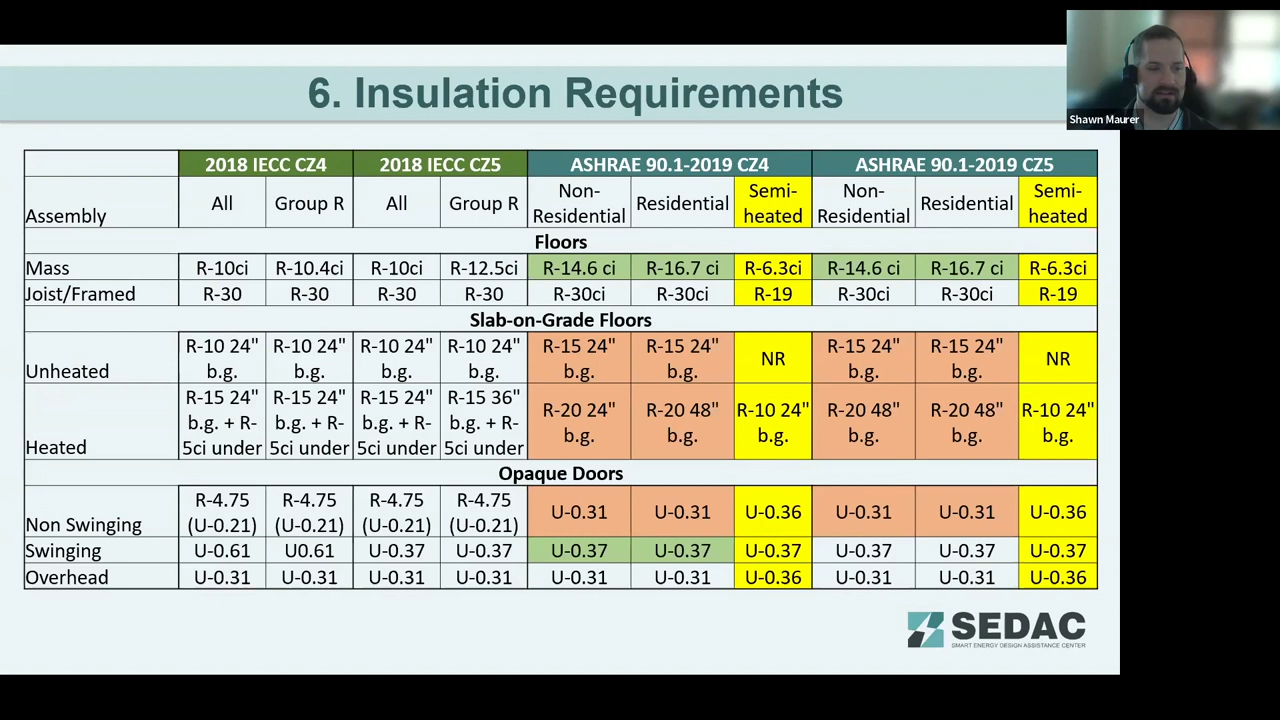 6. Insulation Requirements
Shawn Maurer
2018 IECC CZ4 2018 IECC CZ5 ASHRAE 90.1-2019 CZ4 ASHRAE 90.1-2019 CZ5
Assembly All Group R All Group R Non-Residential Residential Semi-heated Non-Residential Residential Semi-heated
Floors
Mass R-10ci R-10.4ci R-10ci R-12.5ci R-14.6 ci R-16.7 ci R-6.3ci R-14.6 ci R-16.7 ci R-6.3ci
Joist/Framed R-30 R-30 R-30 R-30 R-30ci R-30ci R-19 R-30ci R-30ci R-19
Slab-on-Grade Floors
Unheated R-10 24" b.g. R-10 24" b.g. R-10 24" b.g. R-10 24" b.g. R-15 24" b.g. R-15 24" b.g. NR R-15 24" b.g. R-15 24" b.g. NR
Heated R-15 24" b.g. + R-5ci under R-15 24" b.g. + R-5ci under R-15 24" b.g. + R-5ci under R-15 36" b.g. + R-5ci under R-20 24" b.g. R-20 48" b.g. R-10 24" b.g. R-20 48" b.g. R-20 48" b.g. R-10 24" b.g.
Opaque Doors
Non Swinging R-4.75 (U-0.21) R-4.75 (U-0.21) R-4.75 (U-0.21) R-4.75 (U-0.21) U-0.31 U-0.31 U-0.36 U-0.31 U-0.31 U-0.36
Swinging U-0.61 U0.61 U-0.37 U-0.37 U-0.37 U-0.37 U-0.37 U-0.37 U-0.37 U-0.37
Overhead U-0.31 U-0.31 U-0.31 U-0.31 U-0.31 U-0.31 U-0.36 U-0.31 U-0.31 U-0.36
SEDAC
SMART ENERGY DESIGN ASSISTANCE CENTER